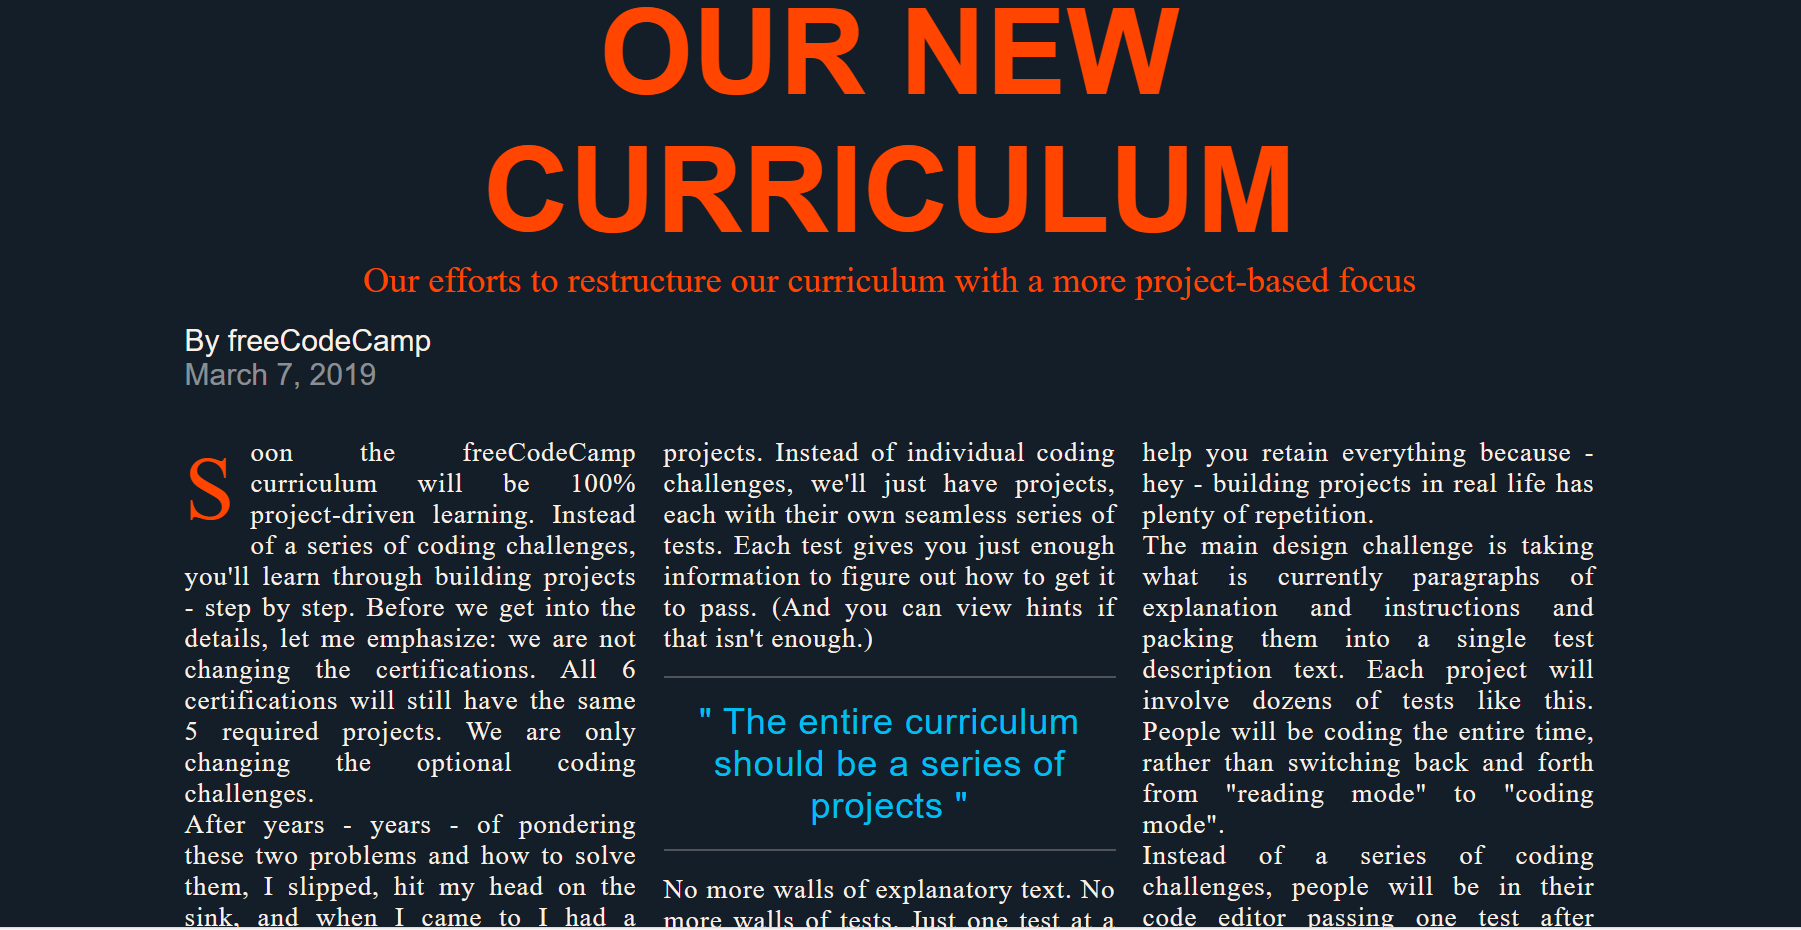 OUR NEW
CURRICULUM
Our efforts to restructure our curriculum with a more project-based focus
By freeCodeCamp
March 7, 2019
Soon the freeCodeCamp
curriculum will be 100%
project-driven learning. Instead
of a series of coding challenges,
you'll learn through building projects
- step by step. Before we get into the
details, let me emphasize: we are not
changing the certifications. All 6
certifications will still have the same
5 required projects. We are only
changing the optional coding
challenges.
After years - years - of pondering
these two problems and how to solve
them, I slipped, hit my head on the
sink, and when I came to I had a
projects. Instead of individual coding
challenges, we'll just have projects,
each with their own seamless series of
tests. Each test gives you just enough
information to figure out how to get it
to pass. (And you can view hints if
that isn't enough.)
" The entire curriculum
should be a series of
projects "
No more walls of explanatory text. No
more walls of tests. Just one test at a
help you retain everything because -
hey - building projects in real life has
plenty of repetition.
The main design challenge is taking
what is currently paragraphs of
explanation and instructions and
packing them into a single test
description text. Each project will
involve dozens of tests like this.
People will be coding the entire time,
rather than switching back and forth
from "reading mode" to "coding
mode".
Instead of a series of coding
challenges, people will be in their
code editor passing one test after